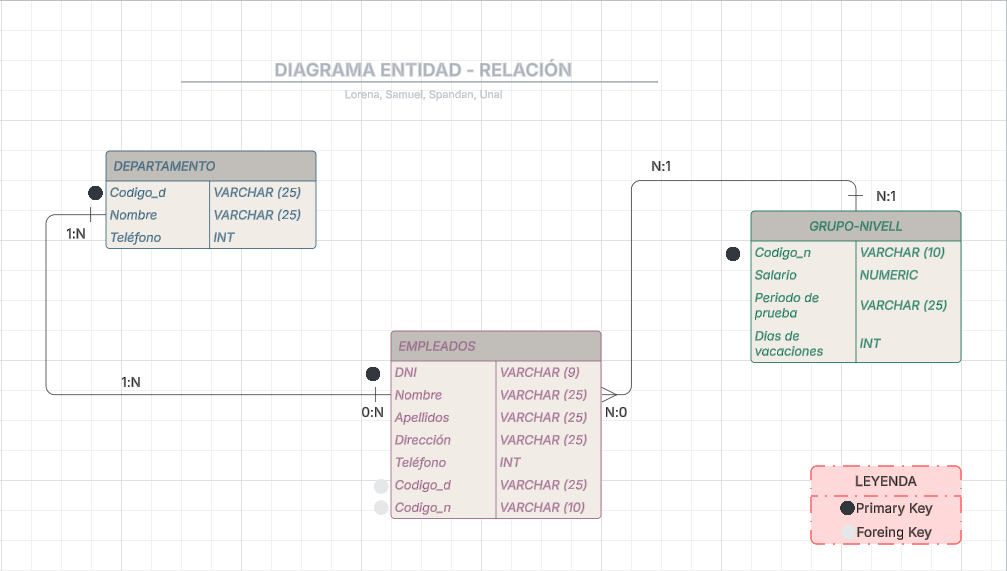 DIAGRAMA ENTIDAD - RELACIÓN
Lorena, Samuel, Spandan, Unai
DEPARTAMENTO
Codigo_d VARCHAR (25)
Nombre VARCHAR (25)
Teléfono INT
1:N
1:N
0:N
N:1
N:1
N:0
GRUPO-NIVELL
Codigo_n VARCHAR (10)
Salario NUMERIC
Periodo de
prueba VARCHAR (25)
Dias de
vacaciones INT
EMPLEADOS
DNI VARCHAR (9)
Nombre VARCHAR (25)
Apellidos VARCHAR (25)
Dirección VARCHAR (25)
Teléfono INT
Codigo_d VARCHAR (25)
Codigo_n VARCHAR (10)
LEYENDA
Primary Key
Foreing Key